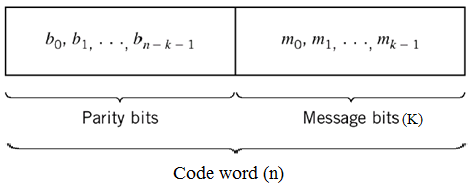 b₀, b₁, . . ., bₙ₋ₖ₋₁ m₀, m₁, . . ., mₖ₋₁
Parity bits Message bits (K)
Code word (n)